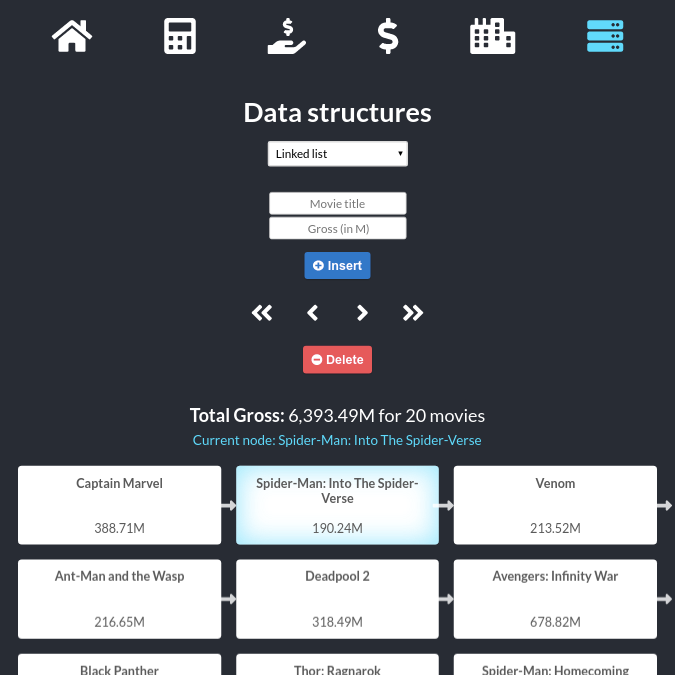 Data structures
Linked list
Movie title
Gross (in M)
Insert
Delete
Total Gross: 6,393.49M for 20 movies
Current node: Spider-Man: Into The Spider-Verse
Captain Marvel
388.71M
Spider-Man: Into The Spider-
Verse
190.24M
Venom
213.52M
Ant-Man and the Wasp
216.65M
Deadpool 2
318.49M
Avengers: Infinity War
678.82M
Black Panther
Thor: Ragnarok
Spider-Man: Homecoming